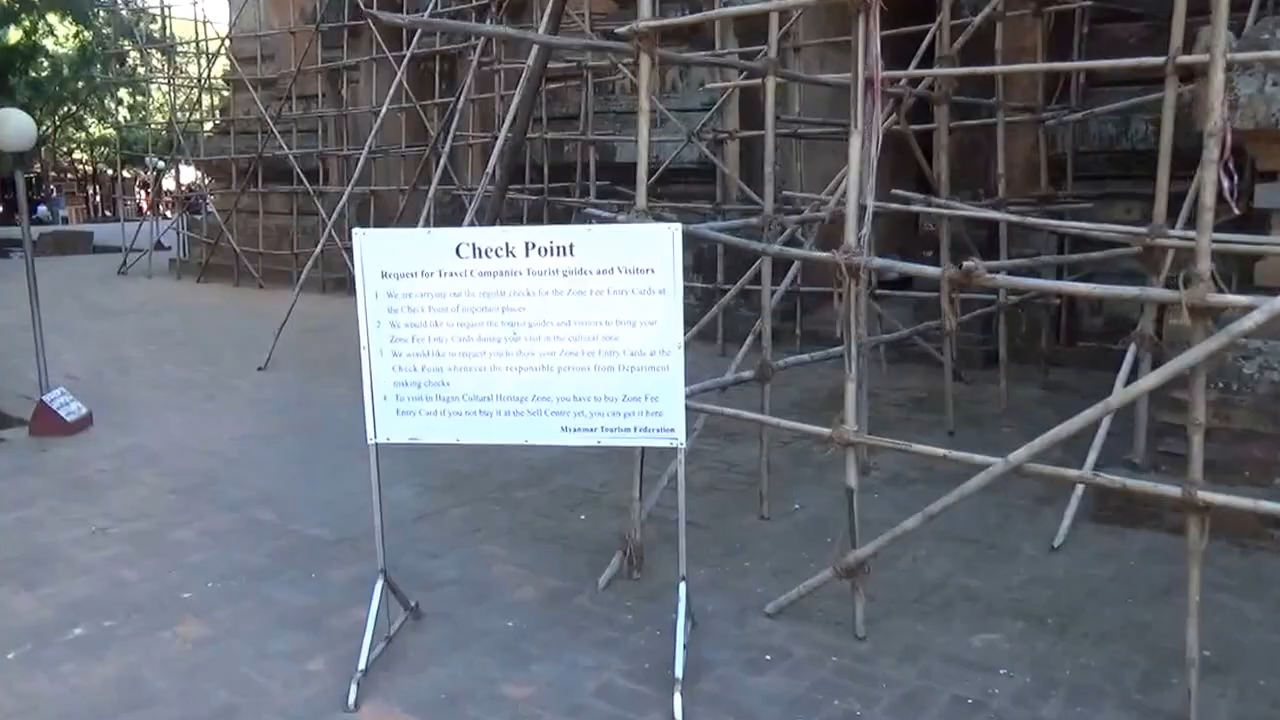 Check Point
Request for Travel Companies Tourist guides and Visitors
1 We are carrying out the regular checks for the Zone Fee Entry Cards at
the Check Point of important places
2 We would like to request the tourist guides and visitors to bring your
Zone Fee Entry Cards during your visit in the cultural zone
3 We would like to request you to show your Zone Fee Entry Cards at the
Check Point whenever the responsible persons from Department
making checks
4 To visit in Bagan Cultural Heritage Zone, you have to buy Zone Fee
Entry Card if you not buy it at the Sell Centre yet, you can get it here
Myanmar Tourism Federation